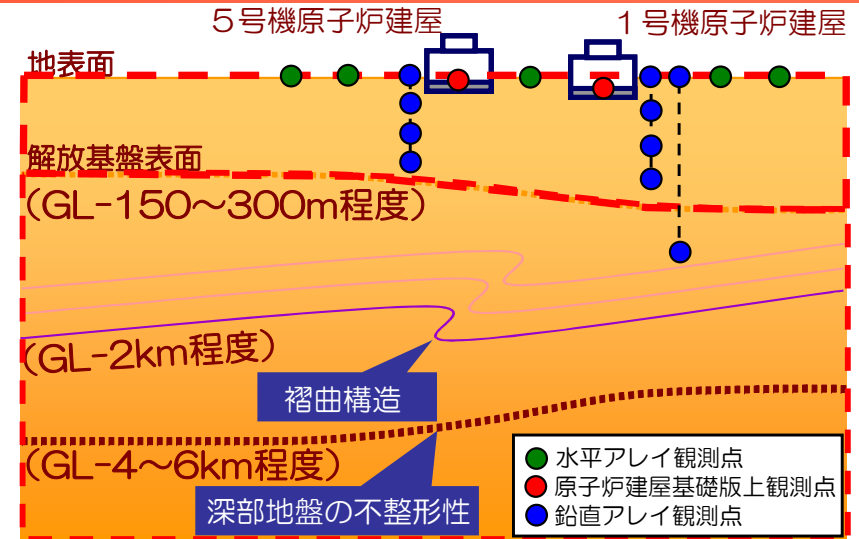 5号機原子炉建屋
1号機原子炉建屋
地表面
解放基盤表面
(GL-150～300m程度)
(GL-2km程度)
褶曲構造
(GL-4～6km程度)
深部地盤の不整形性
水平アレイ観測点
原子炉建屋基礎版上観測点
鉛直アレイ観測点